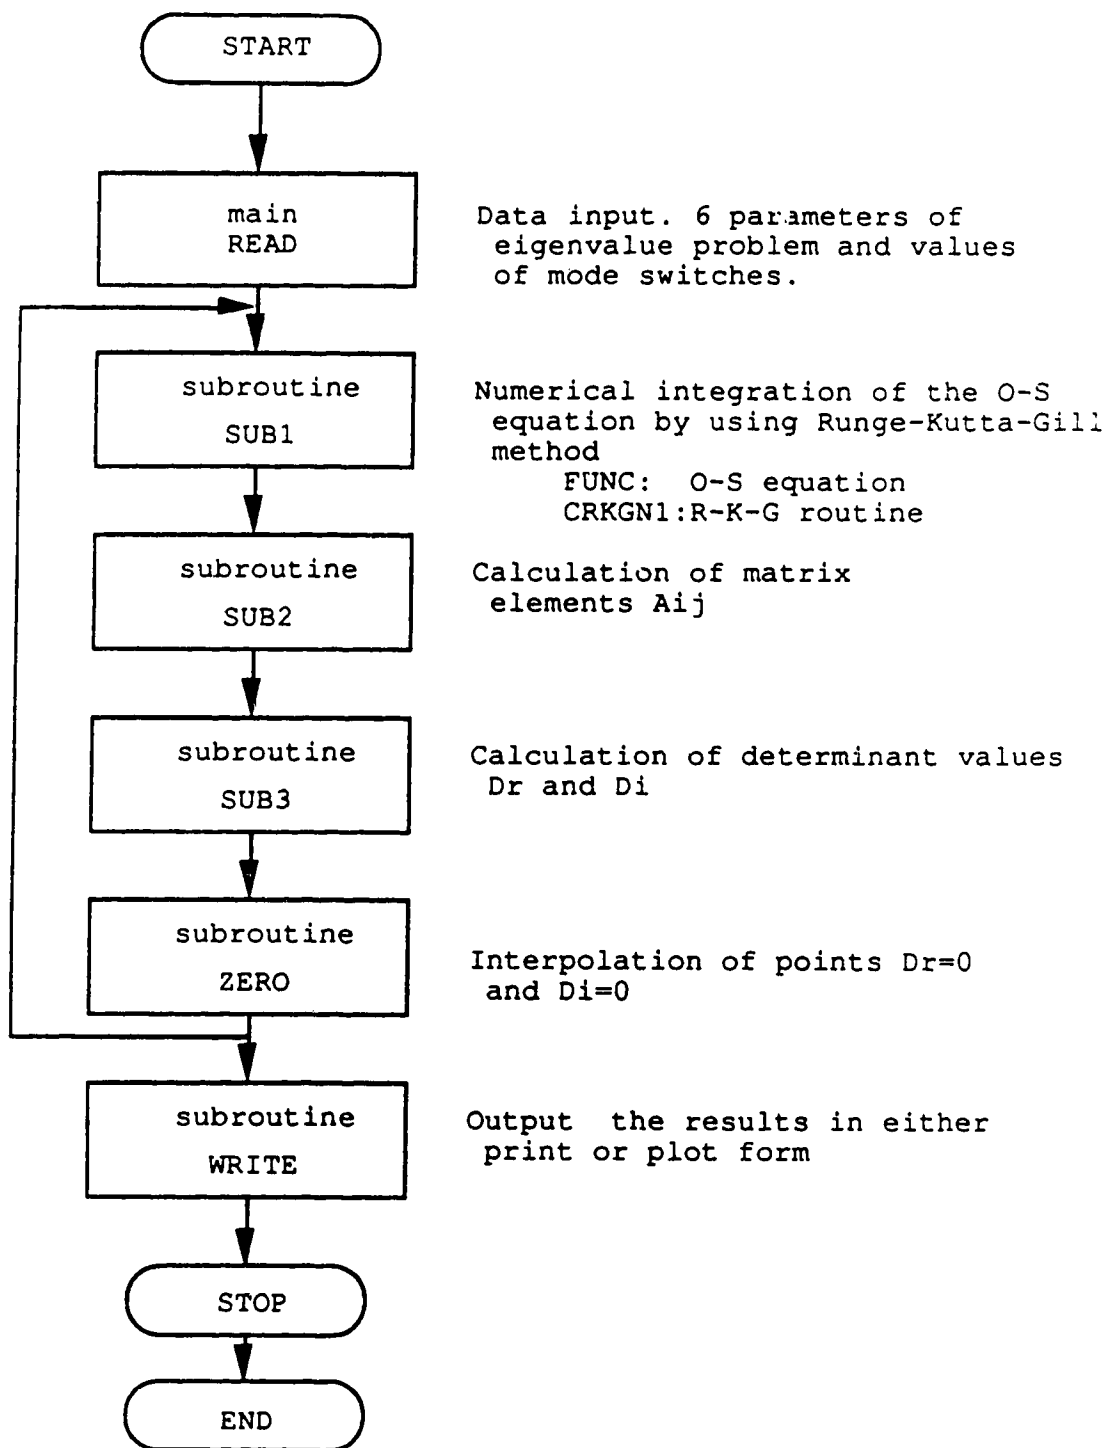 START
main
READ
Data input. 6 parameters of
eigenvalue problem and values
of mode switches.
subroutine
SUB1
Numerical integration of the O-S
equation by using Runge-Kutta-Gill
method
FUNC: O-S equation
CRKGN1:R-K-G routine
subroutine
SUB2
Calculation of matrix
elements Aij
subroutine
SUB3
Calculation of determinant values
Dr and Di
subroutine
ZERO
Interpolation of points Dr=0
and Di=0
subroutine
WRITE
Output the results in either
print or plot form
STOP
END